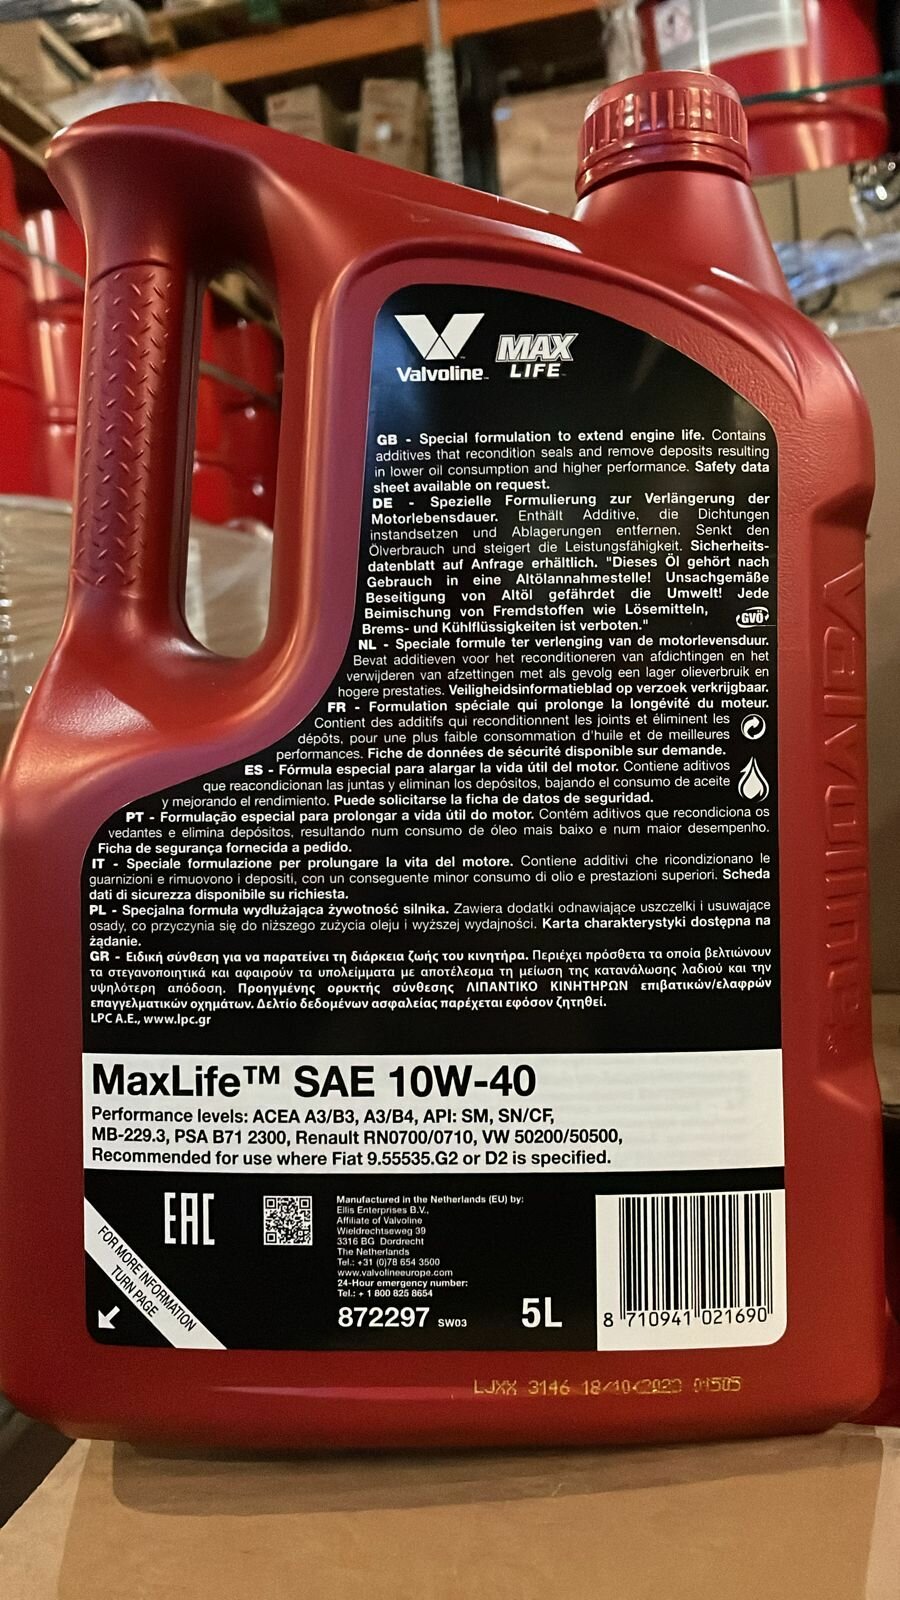 Valvoline™
MAX
LIFE™
GB - Special formulation to extend engine life. Contains
additives that recondition seals and remove deposits resulting
in lower oil consumption and higher performance. Safety data
sheet available on request.
DE - Spezielle Formulierung zur Verlängerung der
Motorlebensdauer. Enthält Additive, die Dichtungen
instandsetzen und Ablagerungen entfernen. Senkt den
Ölverbrauch und steigert die Leistungsfähigkeit. Sicherheits-
datenblatt auf Anfrage erhältlich. "Dieses Öl gehört nach
Gebrauch in eine Altölannahmestelle! Unsachgemäße
Beseitigung von Altöl gefährdet die Umwelt! Jede
Beimischung von Fremdstoffen wie Lösemitteln,
Brems- und Kühlflüssigkeiten ist verboten."
GVÖ
NL - Speciale formule ter verlenging van de motorlevensduur.
Bevat additieven voor het reconditioneren van afdichtingen en het
verwijderen van afzettingen met als gevolg een lager olieverbruik en
hogere prestaties. Veiligheidsinformatieblad op verzoek verkrijgbaar.
FR - Formulation spéciale qui prolonge la longévité du moteur.
Contient des additifs qui reconditionnent les joints et éliminent les
dépôts, pour une plus faible consommation d'huile et de meilleures
performances. Fiche de données de sécurité disponible sur demande.
ES - Fórmula especial para alargar la vida útil del motor. Contiene aditivos
que reacondicionan las juntas y eliminan los depósitos, bajando el consumo de aceite
y mejorando el rendimiento. Puede solicitarse la ficha de datos de seguridad.
PT - Formulação especial para prolongar a vida útil do motor. Contém aditivos que recondiciona os
vedantes e elimina depósitos, resultando num consumo de óleo mais baixo e num maior desempenho.
Ficha de segurança fornecida a pedido.
IT - Speciale formulazione per prolungare la vita del motore. Contiene additivi che ricondizionano le
guarnizioni e rimuovono i depositi, con un conseguente minor consumo di olio e prestazioni superiori. Scheda
dati di sicurezza disponibile su richiesta.
PL - Specjalna formuła wydłużająca żywotność silnika. Zawiera dodatki odnawiające uszczelki i usuwające
osady, co przyczynia się do niższego zużycia oleju i wyższej wydajności. Karta charakterystyki dostępna na
żądanie.
GR - Ειδική σύνθεση για να παρατείνει τη διάρκεια ζωής του κινητήρα. Περιέχει πρόσθετα τα οποία βελτιώνουν
τα στεγανοποιητικά και αφαιρούν τα υπολείμματα με αποτέλεσμα τη μείωση της κατανάλωσης λαδιού και την
υψηλότερη απόδοση. Προηγμένης ορυκτής σύνθεσης ΛΙΠΑΝΤΙΚΟ ΚΙΝΗΤΗΡΩΝ επιβατικών/ελαφρών
επαγγελματικών οχημάτων. Δελτίο δεδομένων ασφαλείας παρέχεται εφόσον ζητηθεί.
LPC A.E., www.lpc.gr
MaxLife™ SAE 10W-40
Performance levels: ACEA A3/B3, A3/B4, API: SM, SN/CF,
MB-229.3, PSA B71 2300, Renault RN0700/0710, VW 50200/50500,
Recommended for use where Fiat 9.55535.G2 or D2 is specified.
FOR MORE INFORMATION
TURN PAGE
EAC
Manufactured in the Netherlands (EU) by:
Ellis Enterprises B.V.,
Affiliate of Valvoline
Wieldrechtseweg 39
3316 BG Dordrecht
The Netherlands
Tel.: +31 (0)78 654 3500
www.valvolineeurope.com
24-Hour emergency number:
Tel.: + 1 800 825 8654
872297 SW03
5L
8 710941 021690
LJXX 3146 18/10/2023 01505
Valvoline